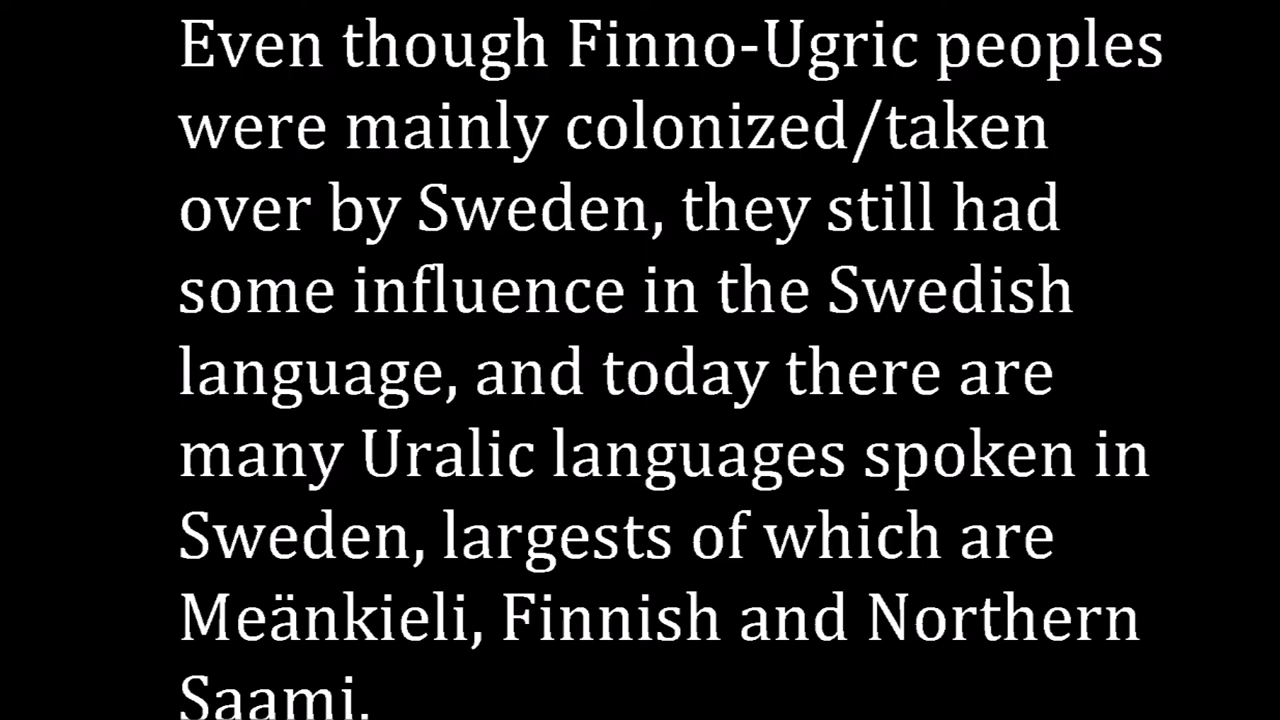 Even though Finno-Ugric peoples
were mainly colonized/taken
over by Sweden, they still had
some influence in the Swedish
language, and today there are
many Uralic languages spoken in
Sweden, largests of which are
Meänkieli, Finnish and Northern
Saami.